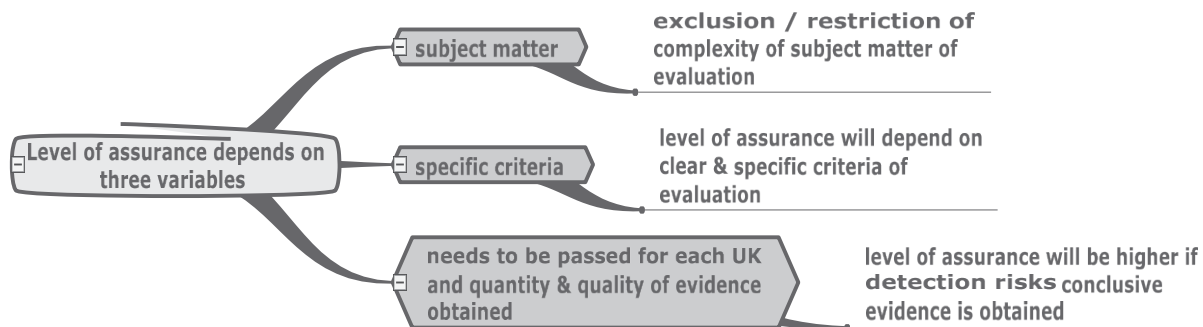 Level of assurance depends on
three variables
subject matter
exclusion / restriction of
complexity of subject matter of
evaluation
specific criteria
level of assurance will depend on
clear & specific criteria of
evaluation
needs to be passed for each UK
and quantity & quality of evidence
obtained
level of assurance will be higher if
detection risks conclusive
evidence is obtained